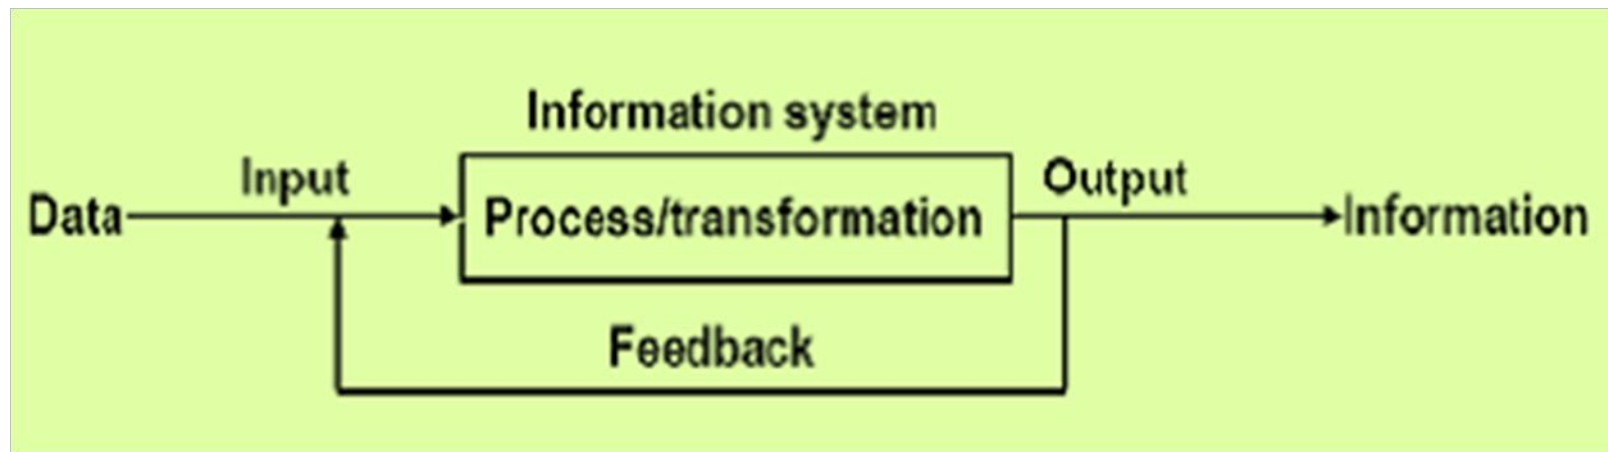 Information system
Input
Output
Data
Process/transformation
Information
Feedback